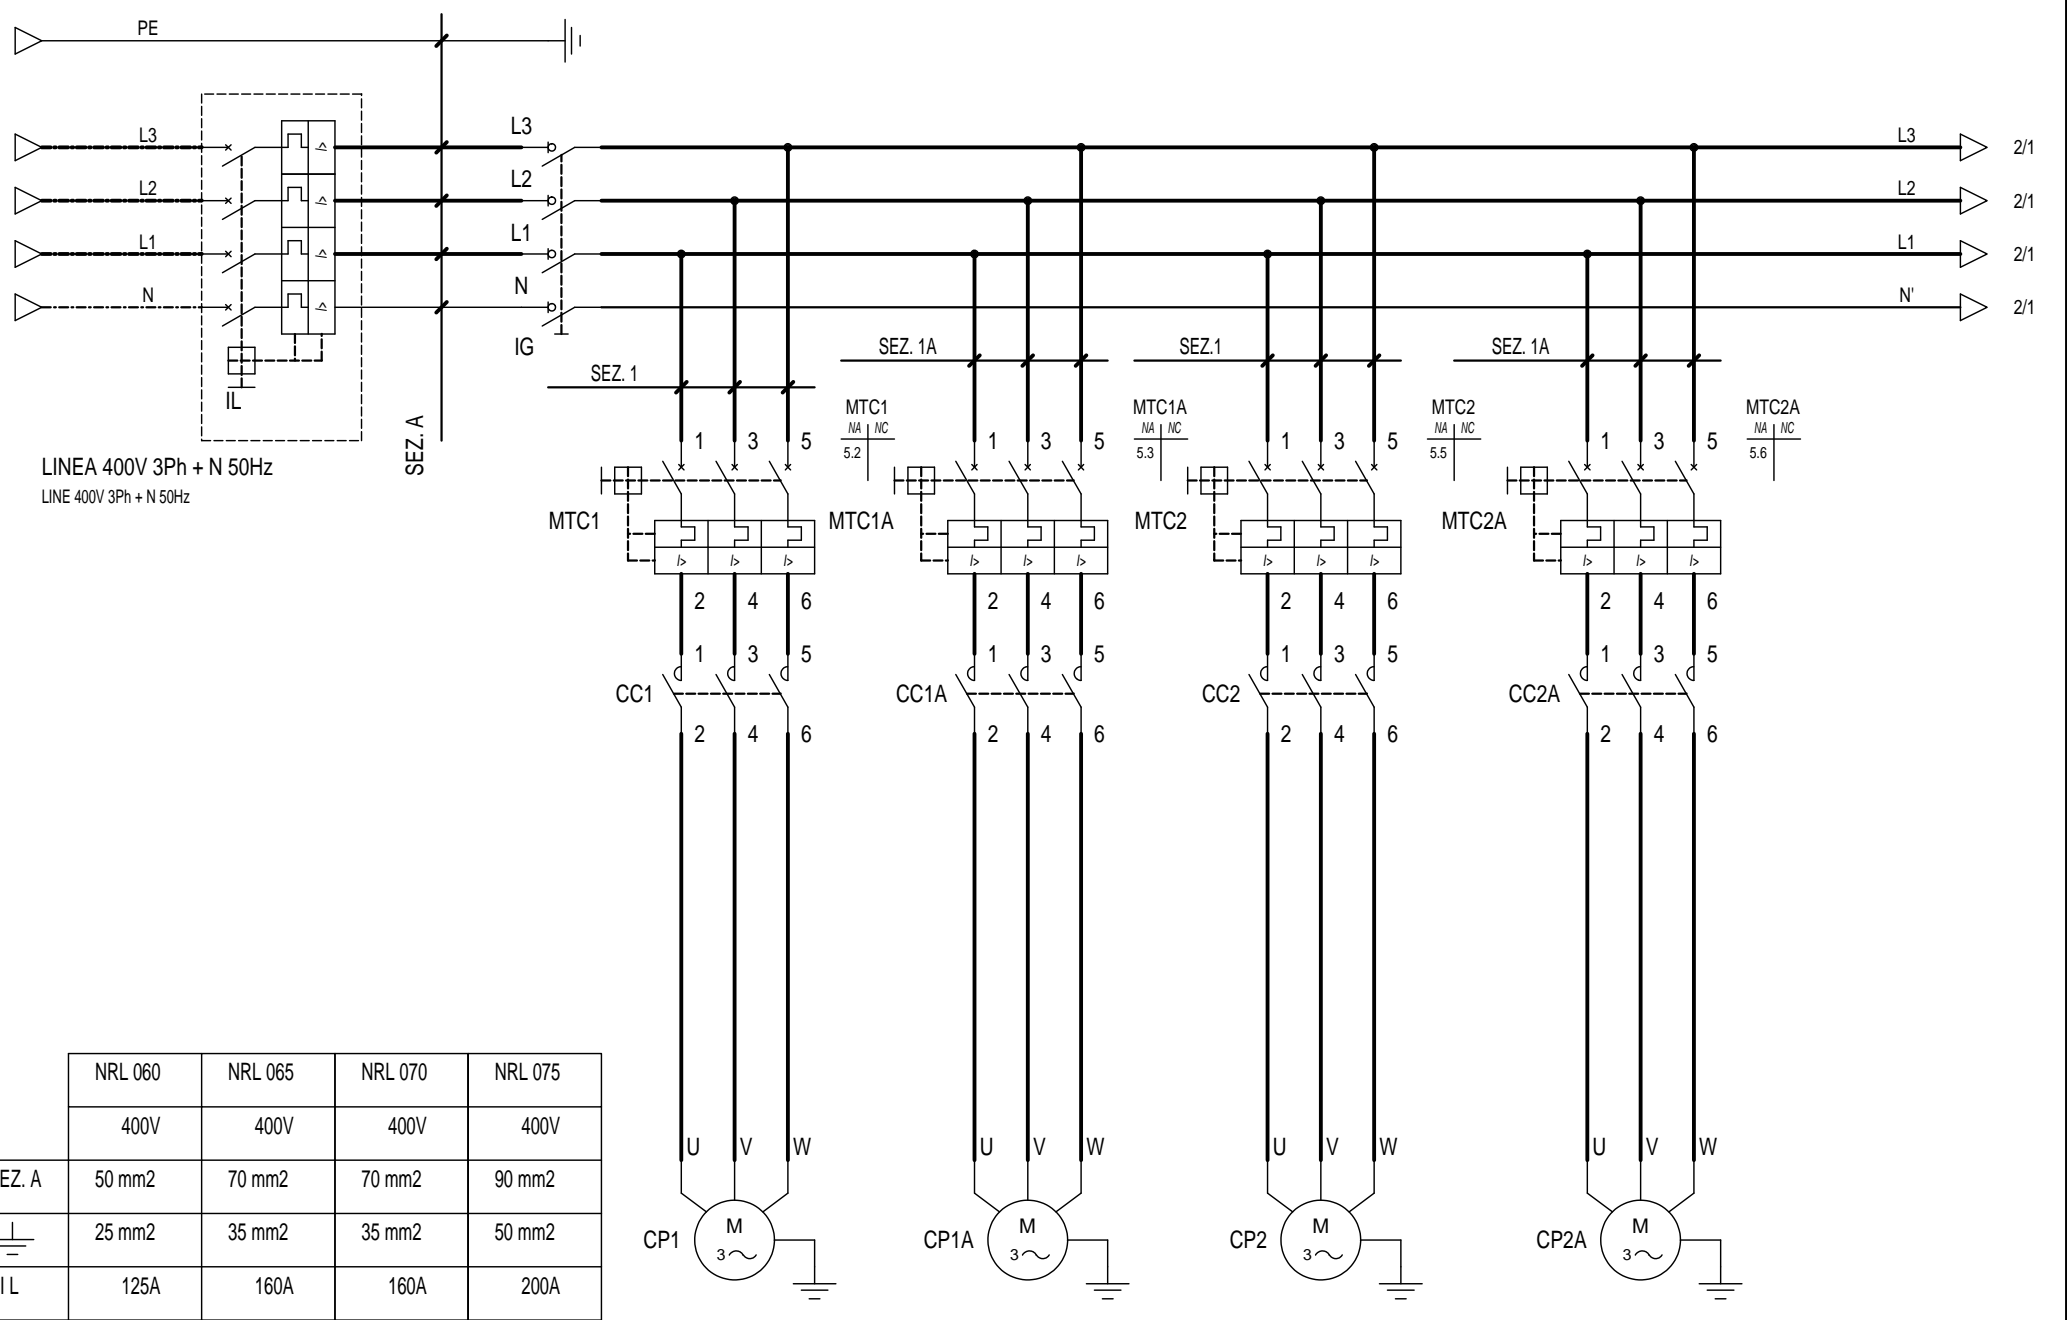 PE
L3
L2
L1
N
L3
L2
L1
N
IG
L3 2/1
L2 2/1
L1 2/1
N' 2/1
IL
SEZ. A
LINEA 400V 3Ph + N 50Hz
LINE 400V 3Ph + N 50Hz
SEZ. 1
SEZ. 1A
SEZ.1
SEZ. 1A
MTC1
NA NC
5.2
MTC1A
NA NC
5.3
MTC2
NA NC
5.5
MTC2A
NA NC
5.6
1 3 5 1 3 5 1 3 5 1 3 5
MTC1 MTC1A MTC2 MTC2A
I> I> I> I> I> I> I> I> I> I> I> I>
2 4 6 2 4 6 2 4 6 2 4 6
1 3 5 1 3 5 1 3 5 1 3 5
CC1 CC1A CC2 CC2A
2 4 6 2 4 6 2 4 6 2 4 6
U V W U V W U V W U V W
CP1 M 3
CP1A M 3
CP2 M 3
CP2A M 3
NRL 060 NRL 065 NRL 070 NRL 075
400V 400V 400V 400V
EZ. A 50 mm2 70 mm2 70 mm2 90 mm2
25 mm2 35 mm2 35 mm2 50 mm2
I L 125A 160A 160A 200A